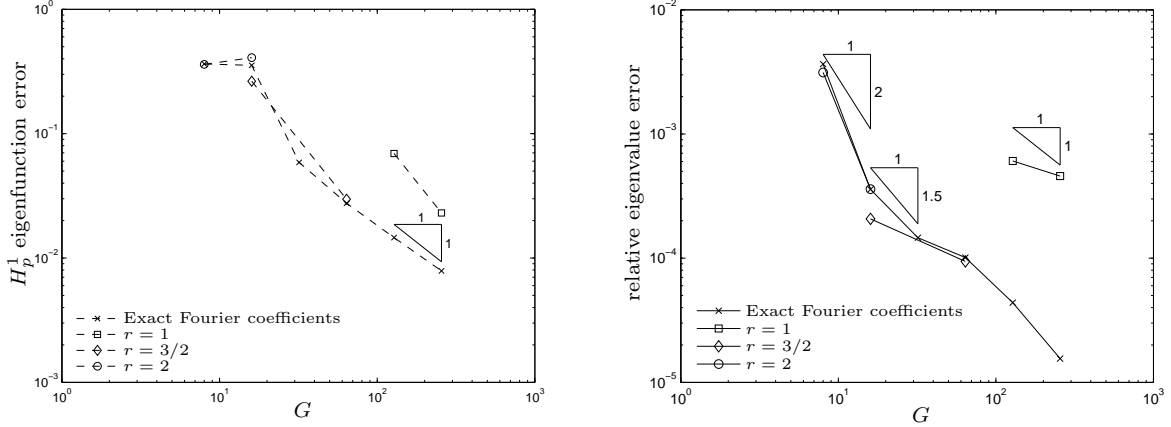 10^0
10^-1
10^-2
10^-3
H_p^1 eigenfunction error
1
1
Exact Fourier coefficients
r = 1
r = 3/2
r = 2
10^0
10^1
10^2
10^3
G
10^-2
10^-3
10^-4
10^-5
relative eigenvalue error
1
2
1
1.5
1
1
Exact Fourier coefficients
r = 1
r = 3/2
r = 2
10^0
10^1
10^2
10^3
G